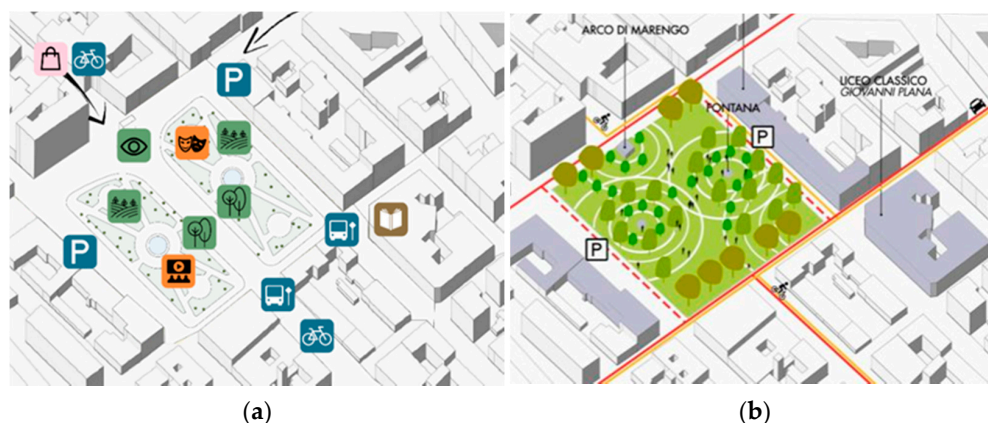 P
P
(a)
ARCO DI MARENGO
FONTANA
LICEO CLASSICO
GIOVANNI PLANA
P
P
(b)